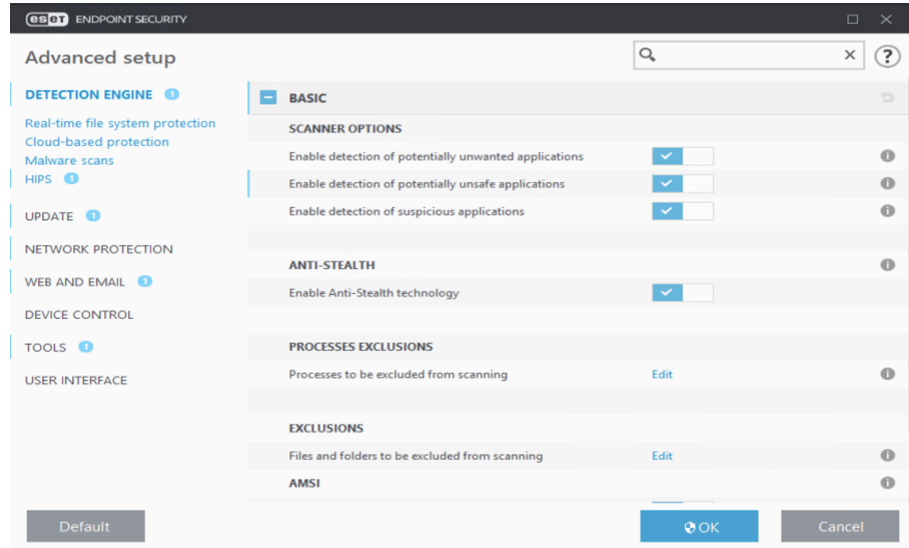 eset ENDPOINT SECURITY
Advanced setup
?
DETECTION ENGINE 1
Real-time file system protection
Cloud-based protection
Malware scans
HIPS 1
UPDATE 1
NETWORK PROTECTION
WEB AND EMAIL 1
DEVICE CONTROL
TOOLS 1
USER INTERFACE
BASIC
SCANNER OPTIONS
Enable detection of potentially unwanted applications
Enable detection of potentially unsafe applications
Enable detection of suspicious applications
ANTI-STEALTH
Enable Anti-Stealth technology
PROCESSES EXCLUSIONS
Processes to be excluded from scanning Edit
EXCLUSIONS
Files and folders to be excluded from scanning Edit
AMSI
Default
OK
Cancel